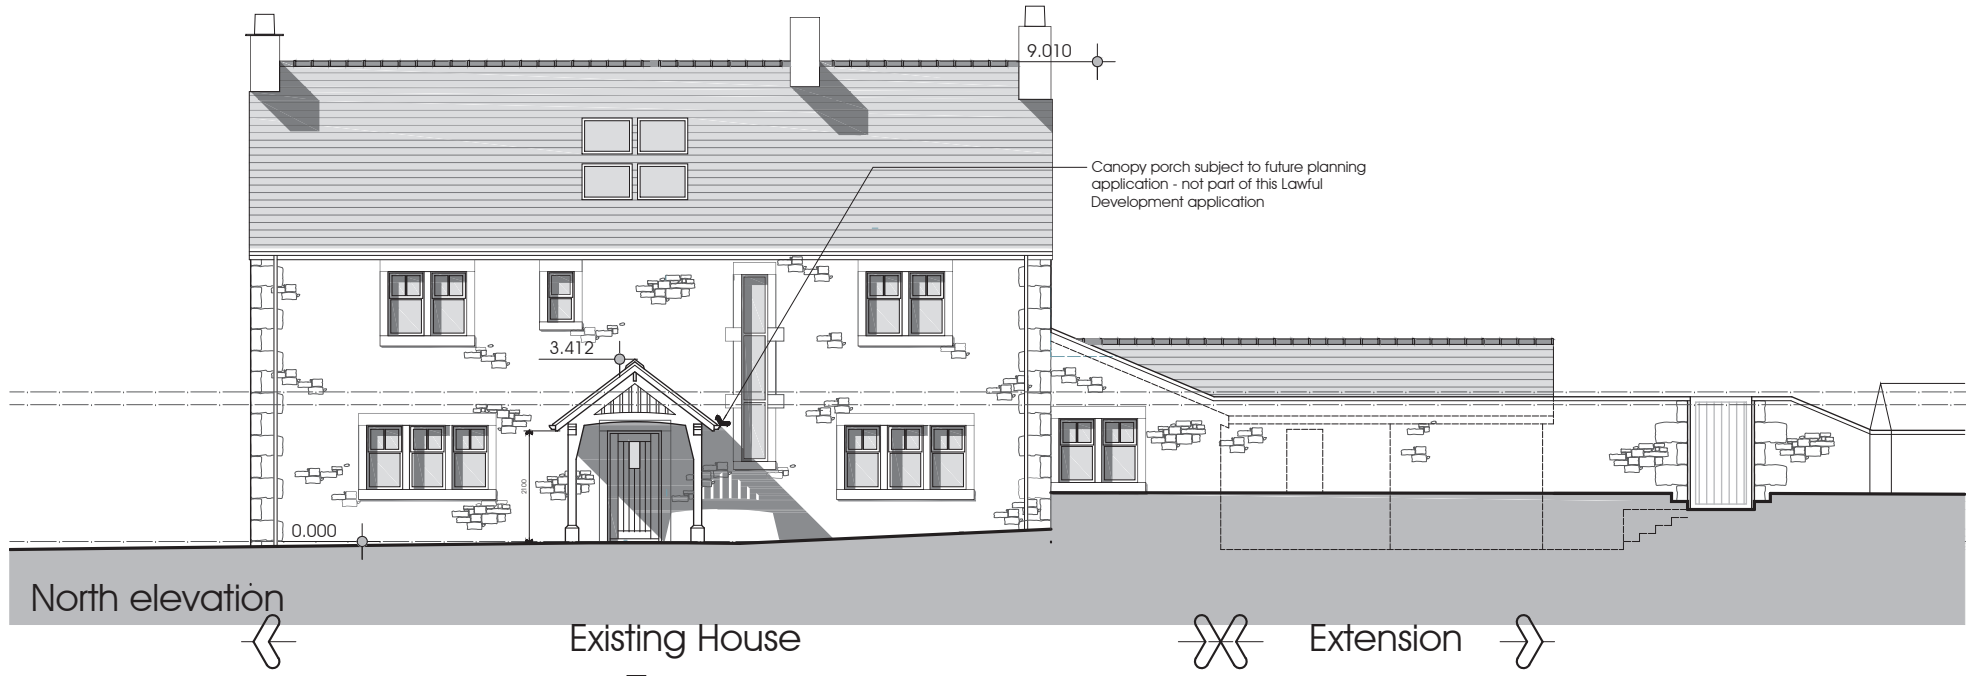 9.010
Canopy porch subject to future planning
application - not part of this Lawful
Development application
3.412
2100
0.000
North elevation
Existing House
Extension